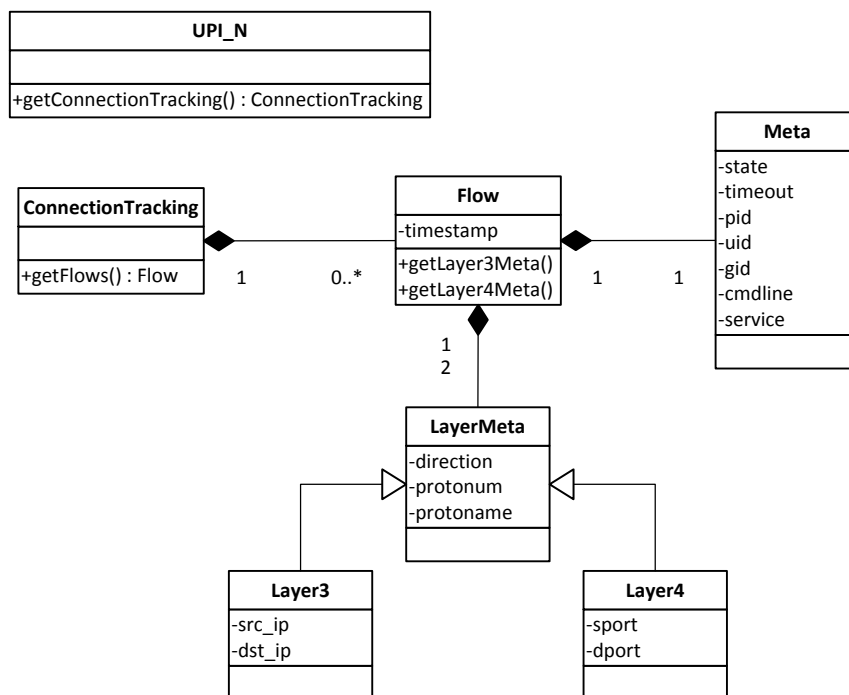 UPI_N
+getConnectionTracking() : ConnectionTracking
ConnectionTracking
+getFlows() : Flow
1
0..*
Flow
-timestamp
+getLayer3Meta()
+getLayer4Meta()
1
1
Meta
-state
-timeout
-pid
-uid
-gid
-cmdline
-service
1
2
LayerMeta
-direction
-protonum
-protoname
Layer3
-src_ip
-dst_ip
Layer4
-sport
-dport